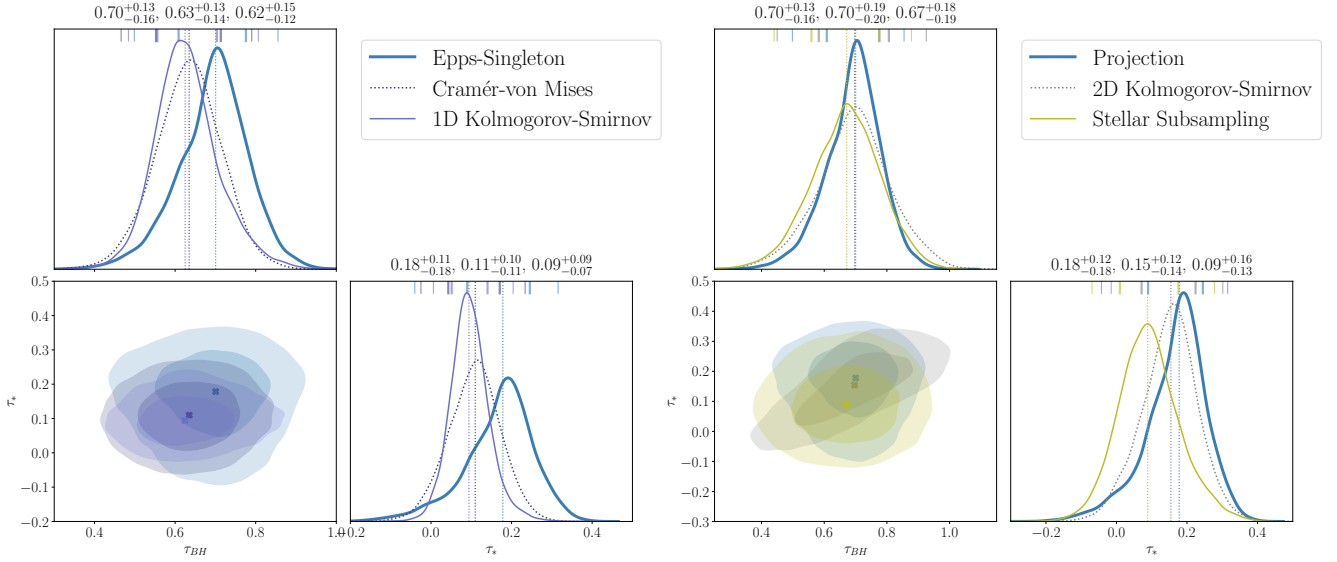 0.70+0.13−0.16, 0.63+0.13−0.14, 0.62+0.15−0.12
Epps-Singleton
Cramér-von Mises
1D Kolmogorov-Smirnov
0.18+0.11−0.18, 0.11+0.10−0.11, 0.09+0.09−0.07
0.5
0.4
0.3
0.2
0.1
0.0
−0.1
−0.2
τ*
0.4 0.6 0.8 1.0
τBH
−0.2 0.0 0.2 0.4
τ*
0.70+0.13−0.16, 0.70+0.19−0.20, 0.67+0.18−0.19
Projection
2D Kolmogorov-Smirnov
Stellar Subsampling
0.18+0.12−0.18, 0.15+0.12−0.14, 0.09+0.16−0.13
0.5
0.4
0.3
0.2
0.1
0.0
−0.1
−0.2
−0.3
τ*
0.4 0.6 0.8 1.0
τBH
−0.2 0.0 0.2 0.4
τ*